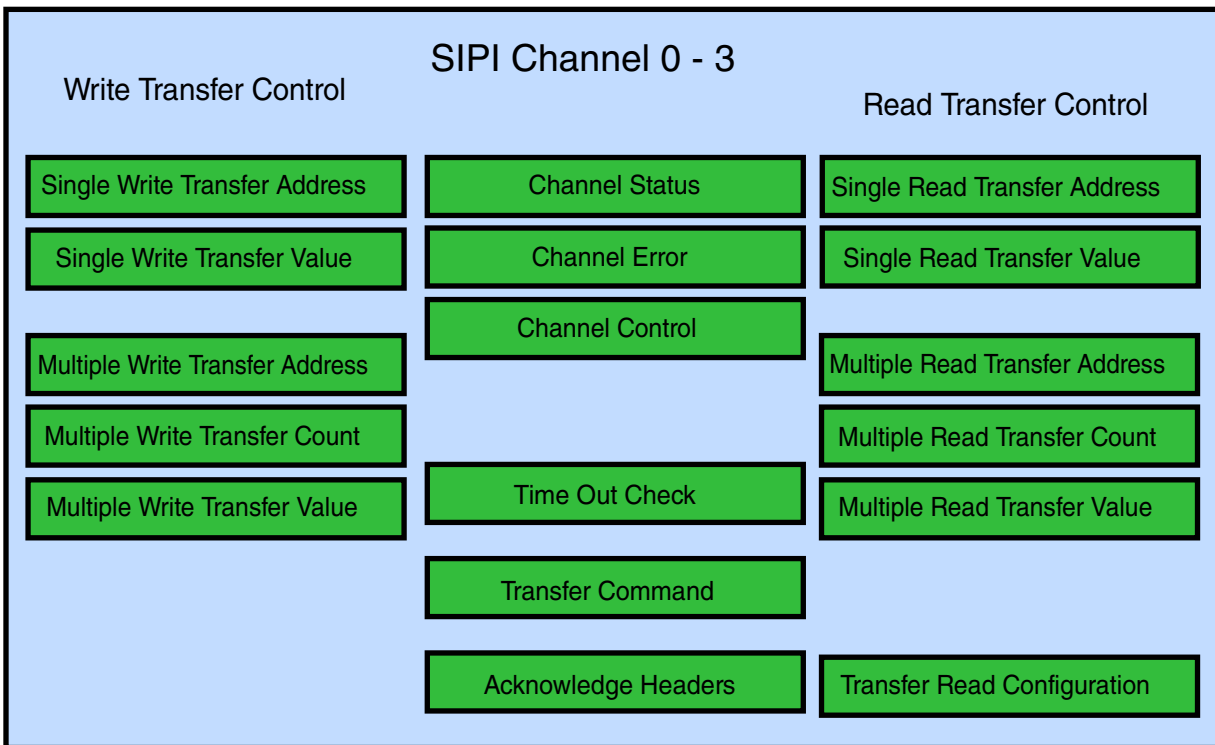 SIPI Channel 0 - 3
Write Transfer Control
Read Transfer Control
Single Write Transfer Address
Channel Status
Single Read Transfer Address
Single Write Transfer Value
Channel Error
Single Read Transfer Value
Channel Control
Multiple Write Transfer Address
Multiple Read Transfer Address
Multiple Write Transfer Count
Multiple Read Transfer Count
Time Out Check
Multiple Write Transfer Value
Multiple Read Transfer Value
Transfer Command
Acknowledge Headers
Transfer Read Configuration